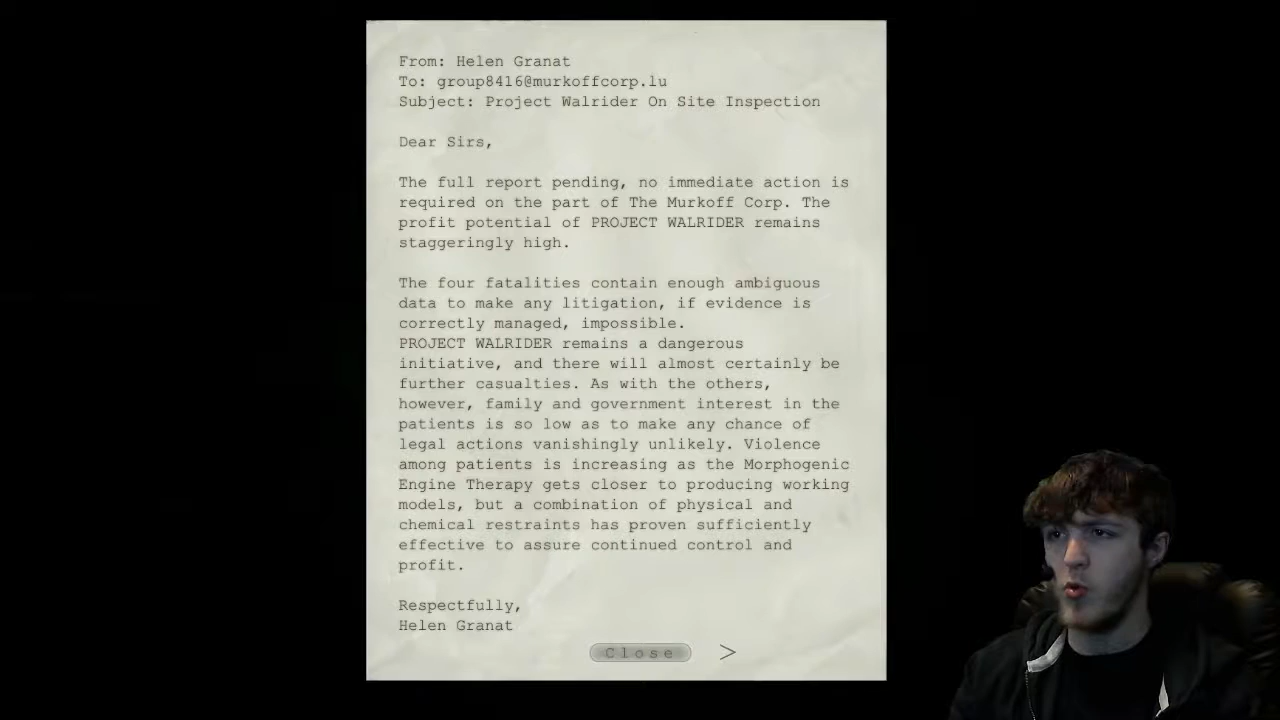 From: Helen Granat
To: group8416@murkoffcorp.lu
Subject: Project Walrider On Site Inspection
Dear Sirs,
The full report pending, no immediate action is
required on the part of The Murkoff Corp. The
profit potential of PROJECT WALRIDER remains
staggeringly high.
The four fatalities contain enough ambiguous
data to make any litigation, if evidence is
correctly managed, impossible.
PROJECT WALRIDER remains a dangerous
initiative, and there will almost certainly be
further casualties. As with the others,
however, family and government interest in the
patients is so low as to make any chance of
legal actions vanishingly unlikely. Violence
among patients is increasing as the Morphogenic
Engine Therapy gets closer to producing working
models, but a combination of physical and
chemical restraints has proven sufficiently
effective to assure continued control and
profit.
Respectfully,
Helen Granat
Close >